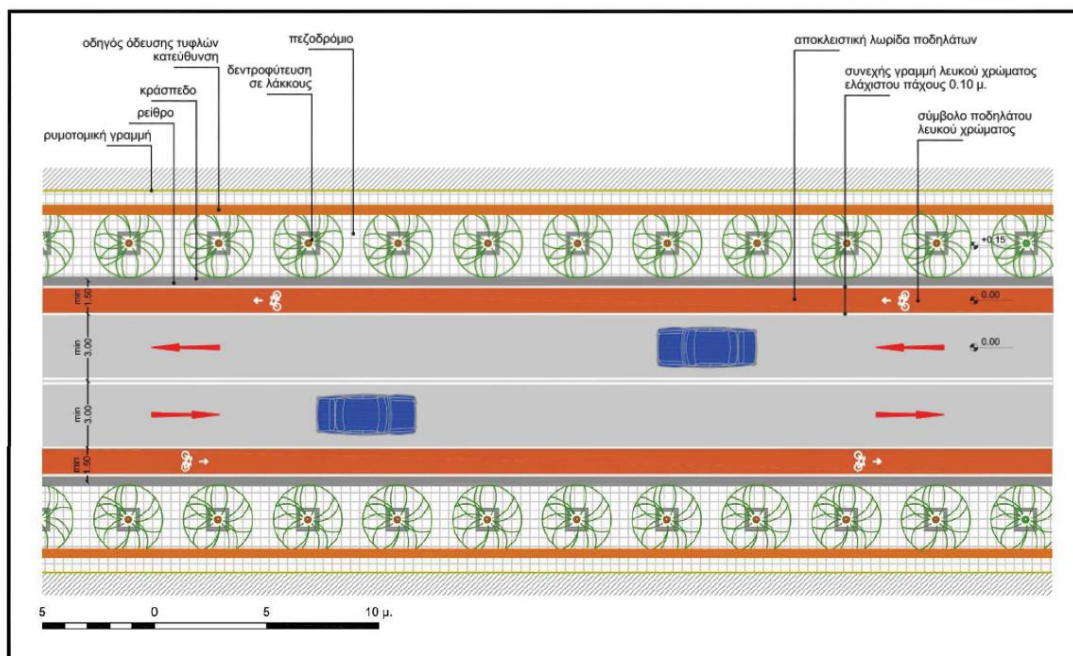 οδηγός όδευσης τυφλών
κατεύθυνση
πεζοδρόμιο
αποκλειστική λωρίδα ποδηλάτων
δεντροφύτευση
σε λάκκους
συνεχής γραμμή λευκού χρώματος
ελάχιστου πάχους 0.10 μ.
κράσπεδο
ρείθρο
σύμβολο ποδηλάτου
λευκού χρώματος
ρυμοτομική γραμμή
+0.15
min
1.50
0.00
min
3.00
0.00
min
3.00
min
1.50
5 0 5 10 μ.